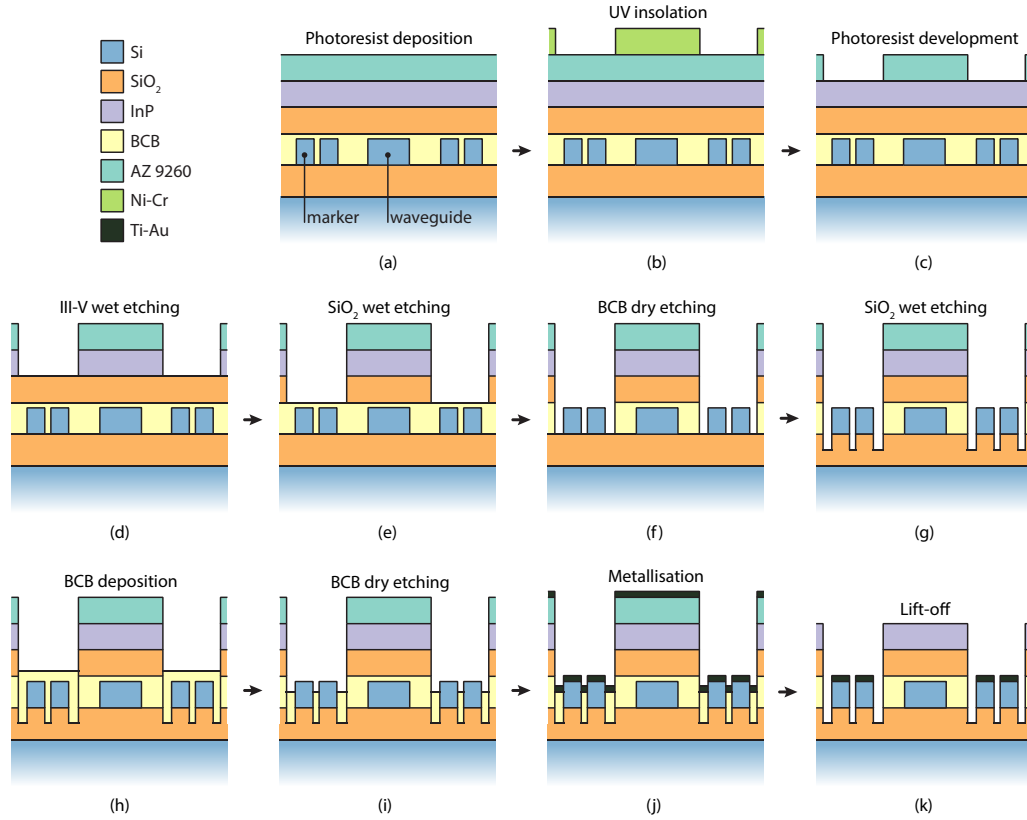 Si
SiO₂
InP
BCB
AZ 9260
Ni-Cr
Ti-Au
Photoresist deposition
marker
waveguide
(a)
UV insolation
(b)
Photoresist development
(c)
III-V wet etching
(d)
SiO₂ wet etching
(e)
BCB dry etching
(f)
SiO₂ wet etching
(g)
BCB deposition
(h)
BCB dry etching
(i)
Metallisation
(j)
Lift-off
(k)